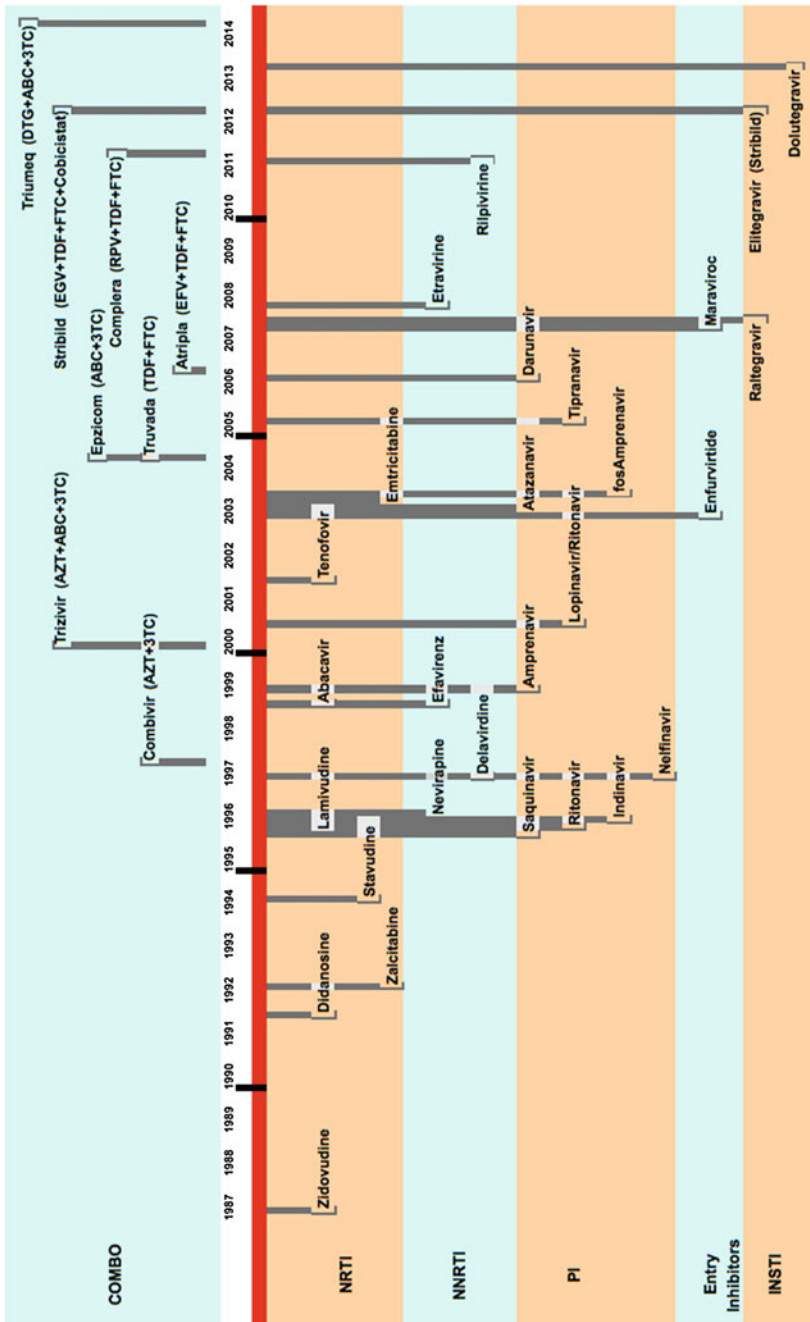 COMBO
Combivir (AZT+3TC)
Trizivir (AZT+ABC+3TC)
Epzicom (ABC+3TC)
Truvada (TDF+FTC)
Atripla (EFV+TDF+FTC)
Stribild (EGV+TDF+FTC+Cobicistat)
Complera (RPV+TDF+FTC)
Triumeq (DTG+ABC+3TC)
1987
1988
1989
1990
1991
1992
1993
1994
1995
1996
1997
1998
1999
2000
2001
2002
2003
2004
2005
2006
2007
2008
2009
2010
2011
2012
2013
2014
NRTI
Zidovudine
Didanosine
Zalcitabine
Stavudine
Lamivudine
Abacavir
Tenofovir
Emtricitabine
NNRTI
Nevirapine
Delavirdine
Efavirenz
Etravirine
Rilpivirine
PI
Saquinavir
Ritonavir
Indinavir
Nelfinavir
Amprenavir
Lopinavir/Ritonavir
Atazanavir
fosAmprenavir
Tipranavir
Darunavir
Entry
Inhibitors
Enfurvirtide
Maraviroc
INSTI
Raltegravir
Elitegravir (Stribild)
Dolutegravir